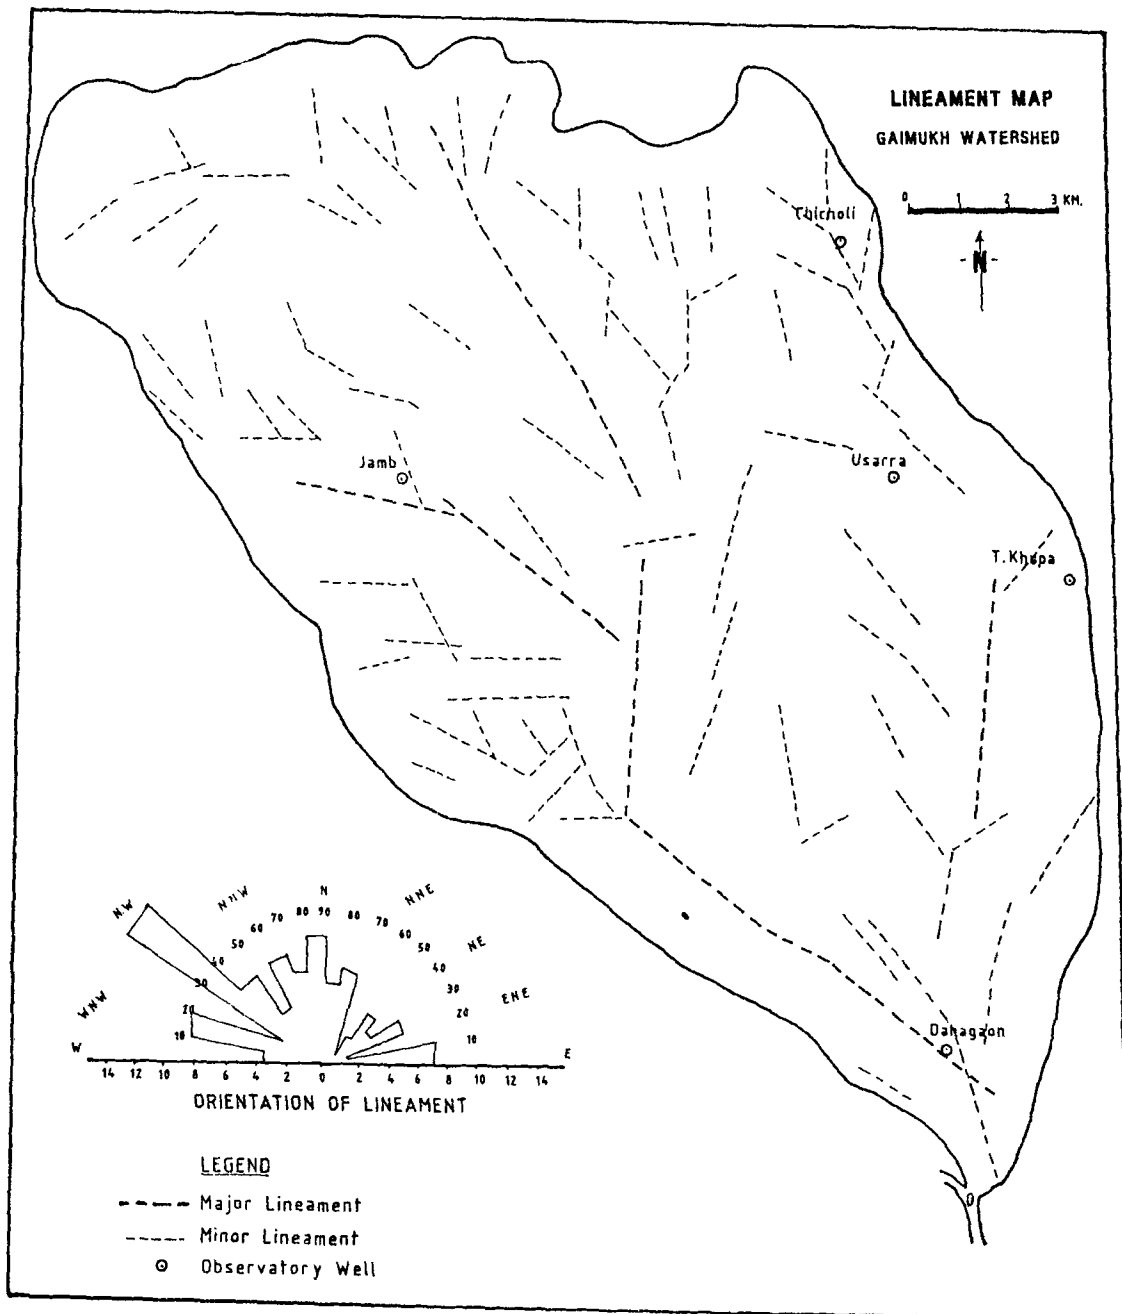 LINEAMENT MAP
GAIMUKH WATERSHED
0 1 2 3 KM.
N
Chicholi
Jamb
Usarra
T.Khapa
Dahagaon
N
NNW NNE
NW NE
WNW ENE
10 20 30 40 50 60 70 80 90 80 70 60 50 40 30 20 10
W E
14 12 10 8 6 4 2 0 2 4 6 8 10 12 14
ORIENTATION OF LINEAMENT
LEGEND
Major Lineament
Minor Lineament
Observatory Well